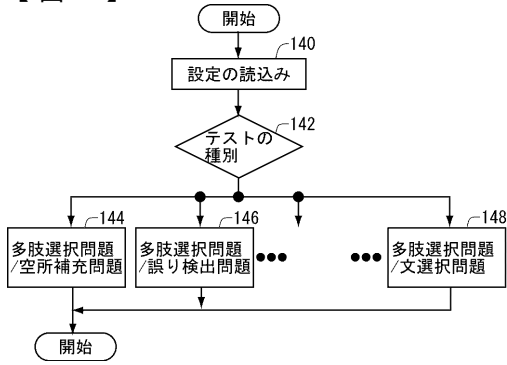 開始
140
設定の読込み
142
テストの
種別
144
多肢選択問題
/空所補充問題
146
多肢選択問題
/誤り検出問題
148
多肢選択問題
/文選択問題
開始